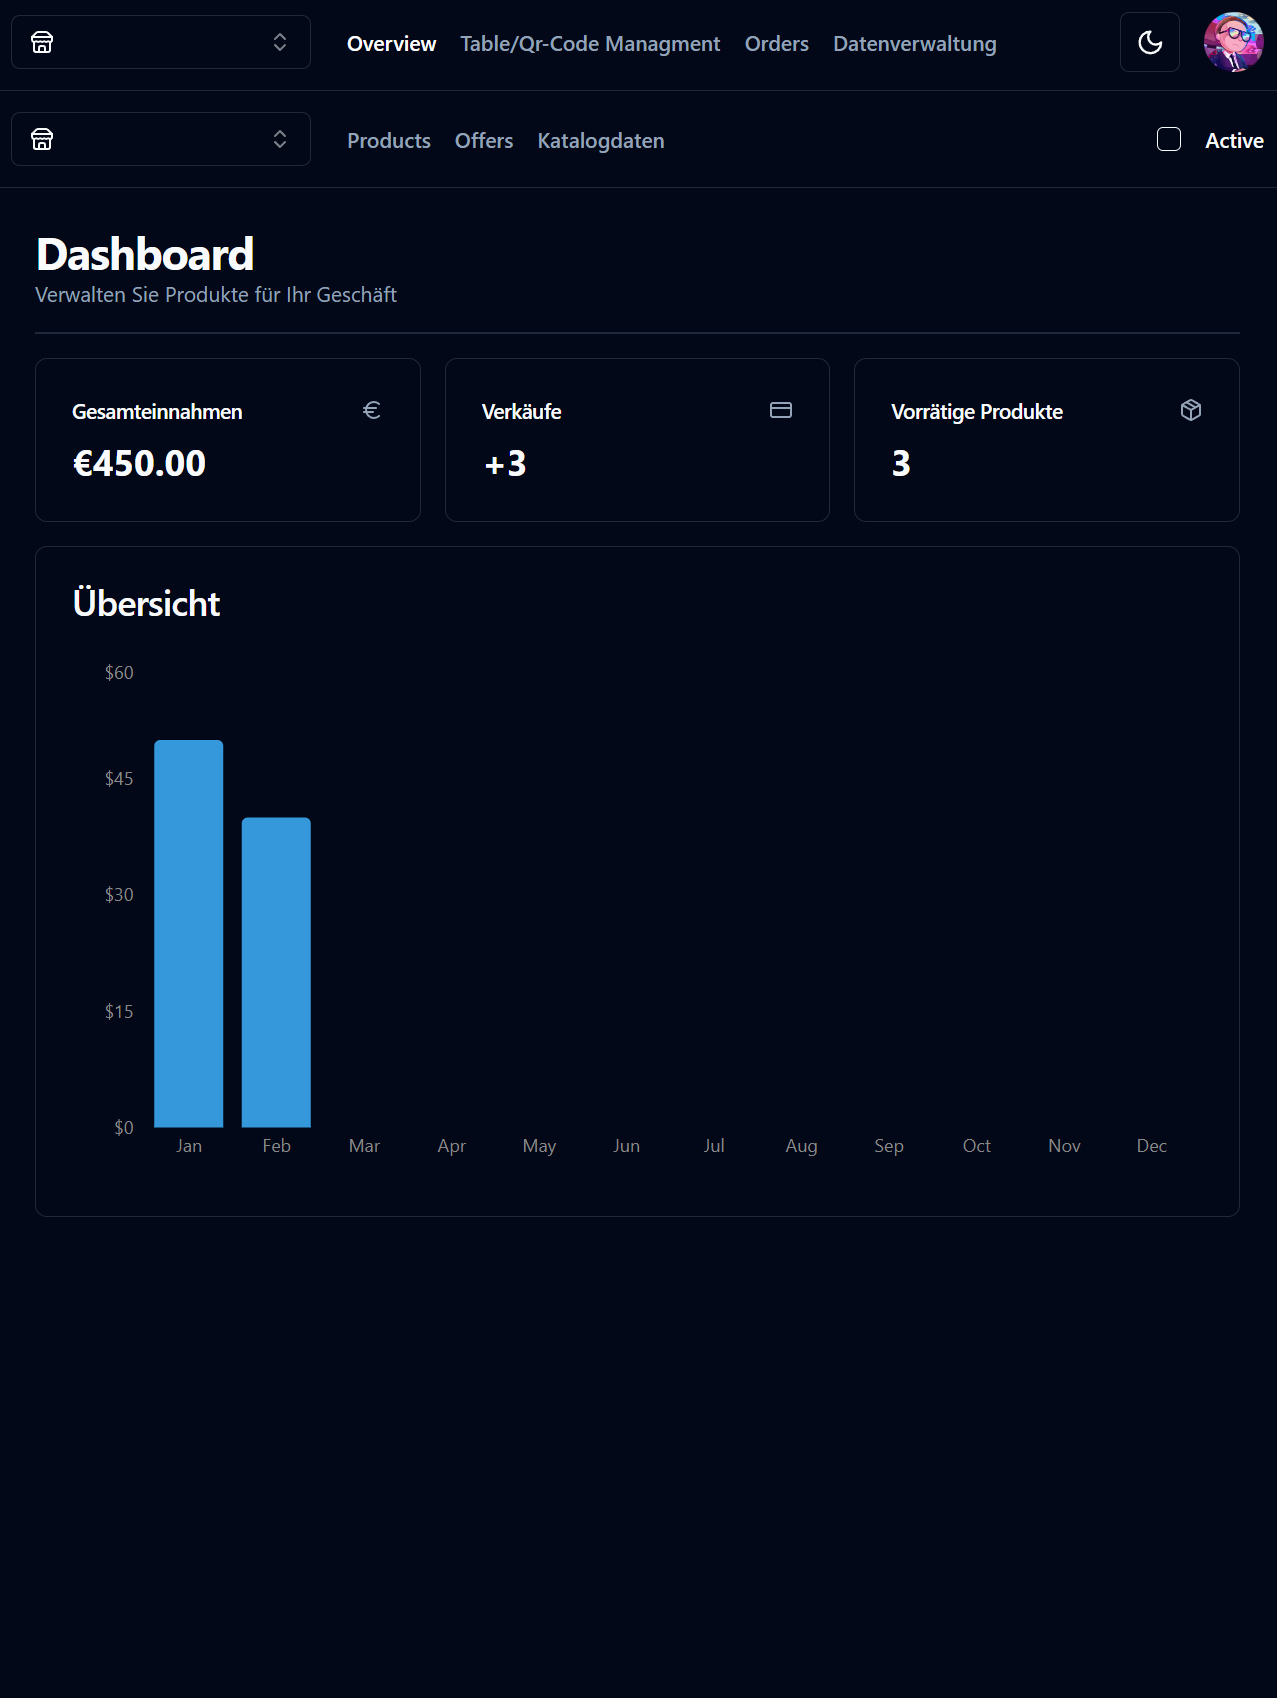 Overview Table/Qr-Code Managment Orders Datenverwaltung
Products Offers Katalogdaten Active
Dashboard
Verwalten Sie Produkte für Ihr Geschäft
Gesamteinnahmen €
€450.00
Verkäufe
+3
Vorrätige Produkte
3
Übersicht
$60
$45
$30
$15
$0
Jan Feb Mar Apr May Jun Jul Aug Sep Oct Nov Dec